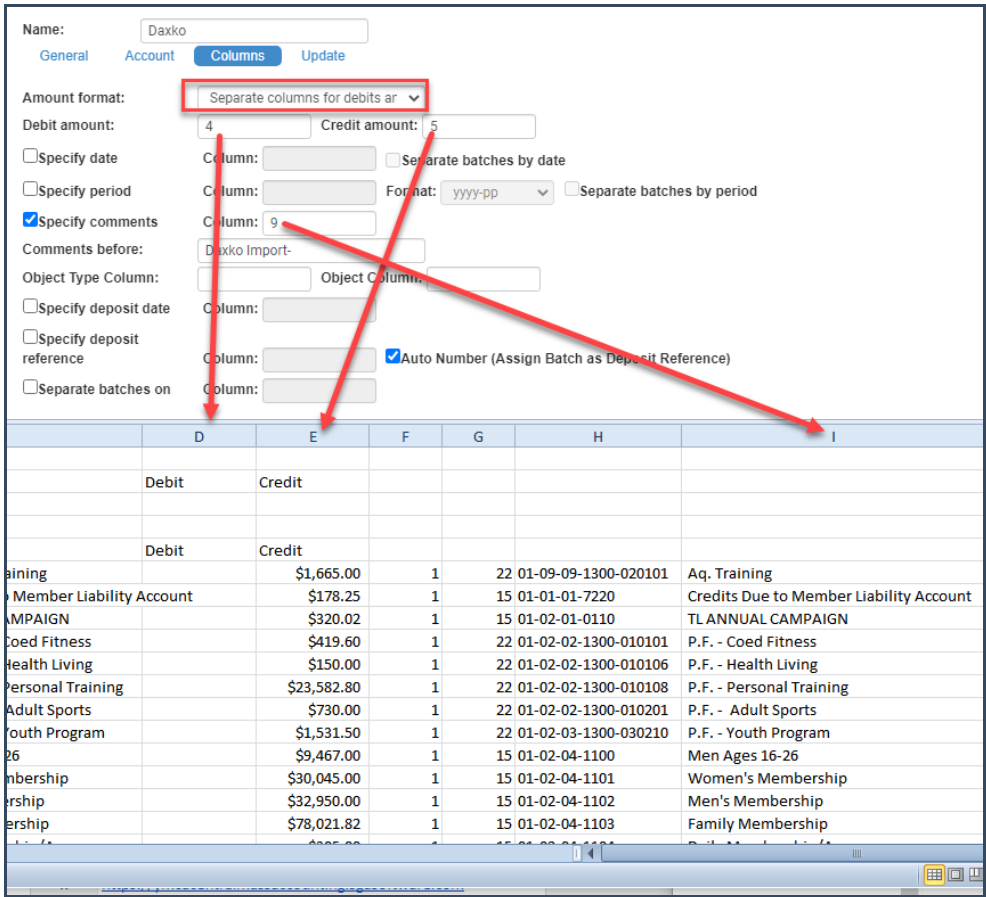 Name: Daxko
General Account Columns Update
Amount format: Separate columns for debits ar
Debit amount: 4 Credit amount: 5
Specify date Column: Separate batches by date
Specify period Column: Format: yyyy-pp Separate batches by period
Specify comments Column: 9
Comments before: Daxko Import-
Object Type Column: Object Column:
Specify deposit date Column:
Specify deposit
reference Column: Auto Number (Assign Batch as Deposit Reference)
Separate batches on Column:
D E F G H I
Debit Credit
Debit Credit
aining $1,665.00 1 22 01-09-09-1300-020101 Aq. Training
Member Liability Account $178.25 1 15 01-01-01-7220 Credits Due to Member Liability Account
AMPAIGN $320.02 1 15 01-02-01-0110 TL ANNUAL CAMPAIGN
Coed Fitness $419.60 1 22 01-02-02-1300-010101 P.F. - Coed Fitness
Health Living $150.00 1 22 01-02-02-1300-010106 P.F. - Health Living
Personal Training $23,582.80 1 22 01-02-02-1300-010108 P.F. - Personal Training
Adult Sports $730.00 1 22 01-02-02-1300-010201 P.F. - Adult Sports
Youth Program $1,531.50 1 22 01-02-03-1300-030210 P.F. - Youth Program
26 $9,467.00 1 15 01-02-04-1100 Men Ages 16-26
mbership $30,045.00 1 15 01-02-04-1101 Women's Membership
ership $32,950.00 1 15 01-02-04-1102 Men's Membership
ership $78,021.82 1 15 01-02-04-1103 Family Membership